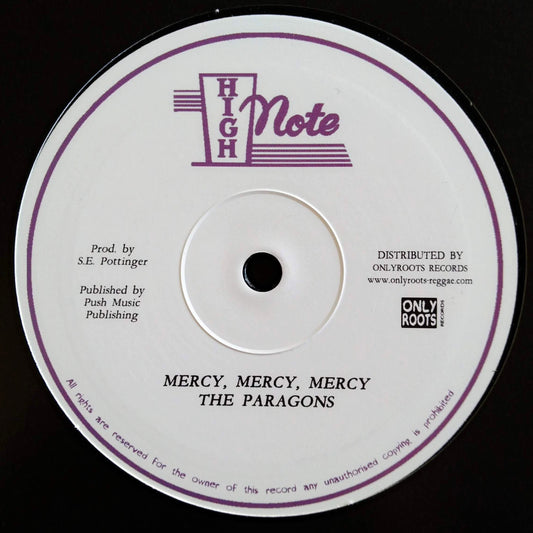 HIGH
Note
Prod. by
S.E. Pottinger
Published by
Push Music
Publishing
DISTRIBUTED BY
ONLYROOTS RECORDS
www.onlyroots-reggae.com
ONLY
ROOTS
RECORDS
MERCY, MERCY, MERCY
THE PARAGONS
All rights are reserved for the owner of this record any unauthorised copying is prohibited